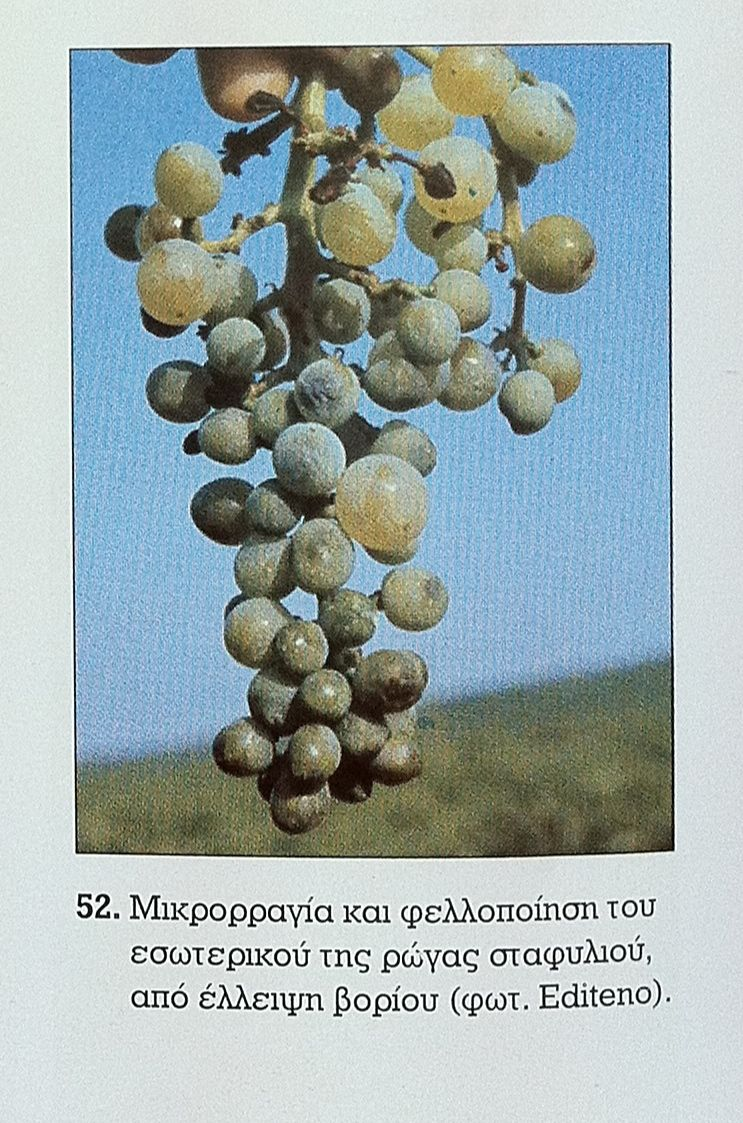 52. Μικρορραγία και φελλοποίηση του
εσωτερικού της ρώγας σταφυλιού,
από έλλειψη βορίου (φωτ. Editeno).